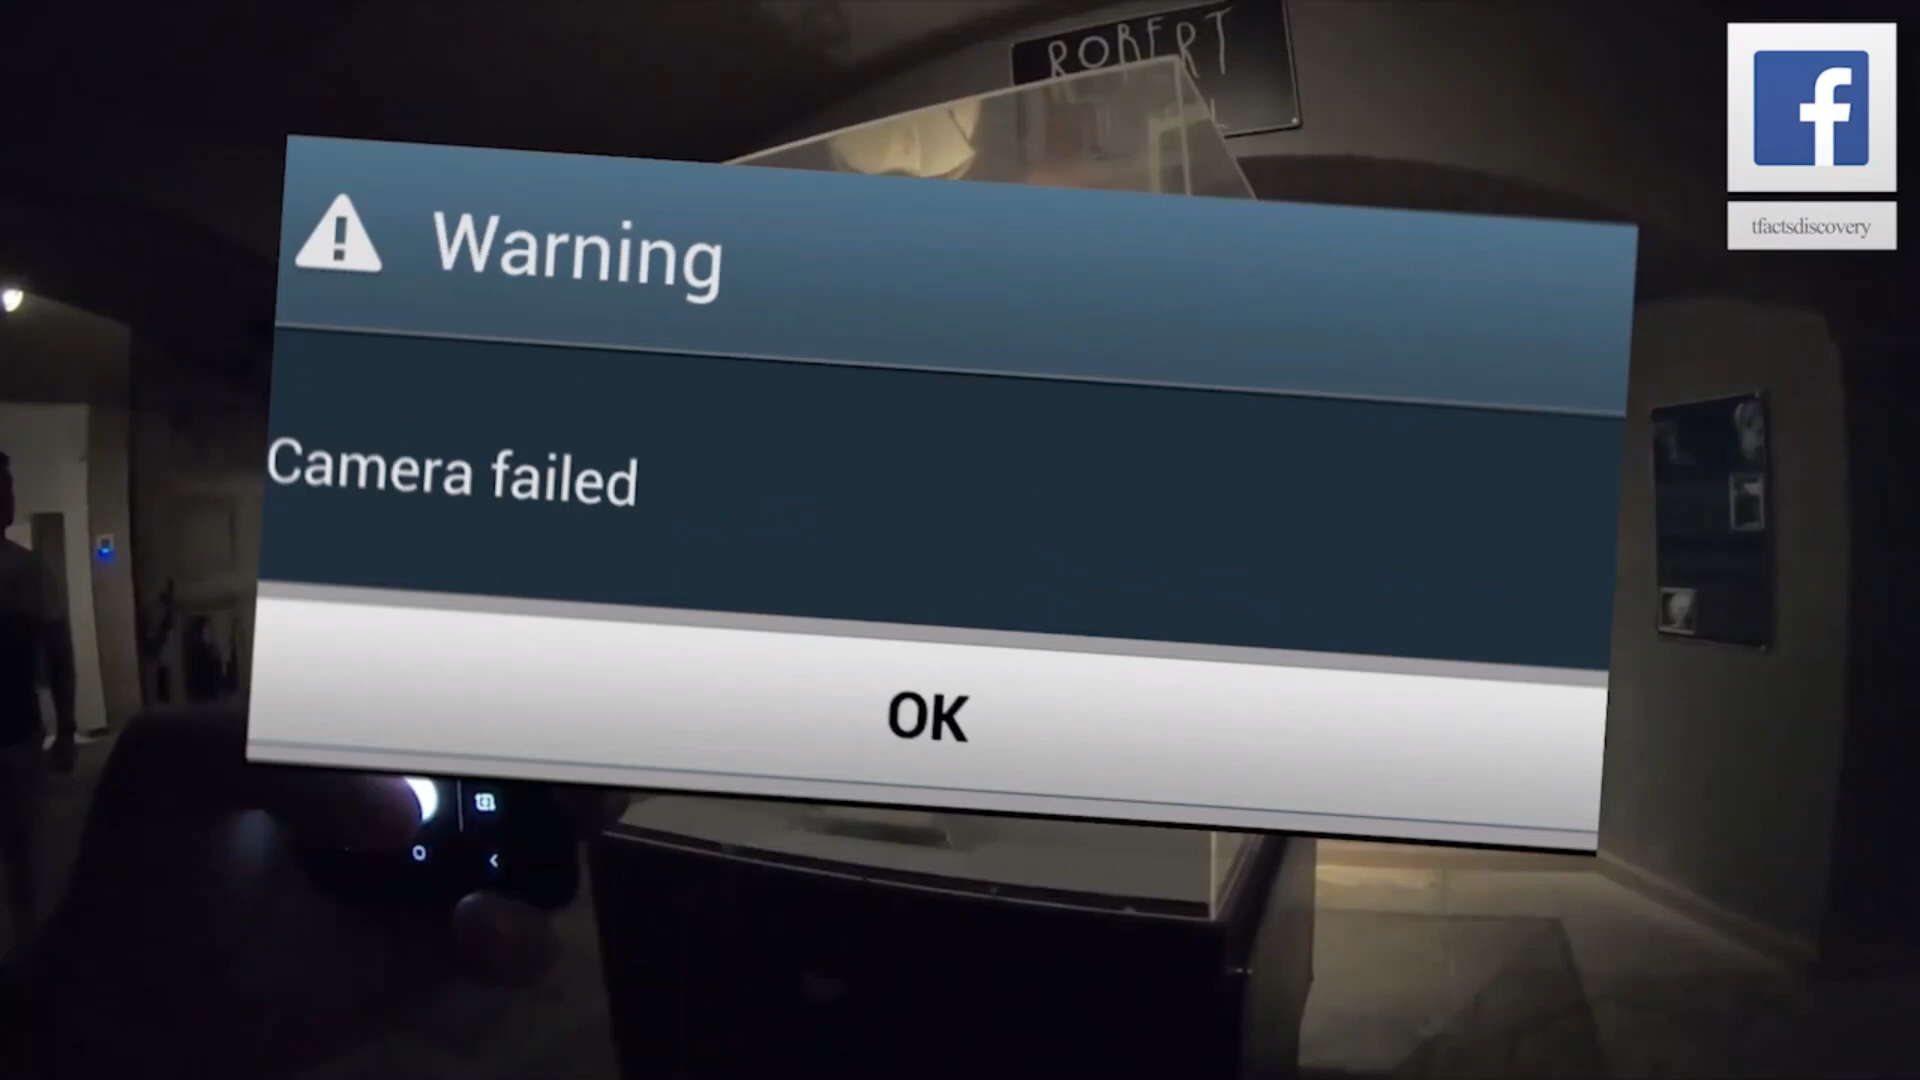 ROBERT
Warning
Camera failed
OK
f
tfactsdiscovery